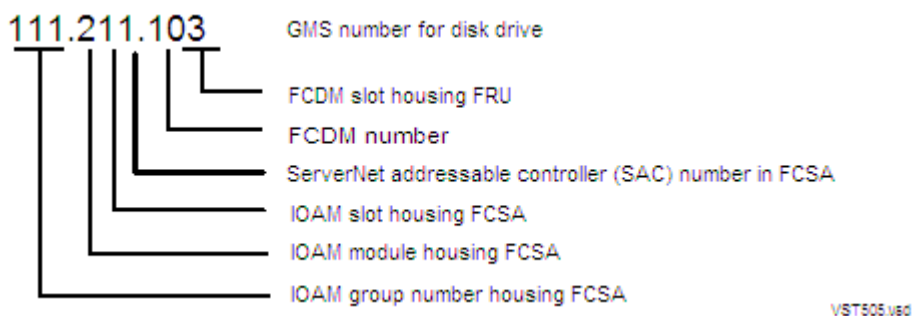 111.211.103 GMS number for disk drive
FCDM slot housing FRU
FCDM number
ServerNet addressable controller (SAC) number in FCSA
IOAM slot housing FCSA
IOAM module housing FCSA
IOAM group number housing FCSA
VST505.vsd